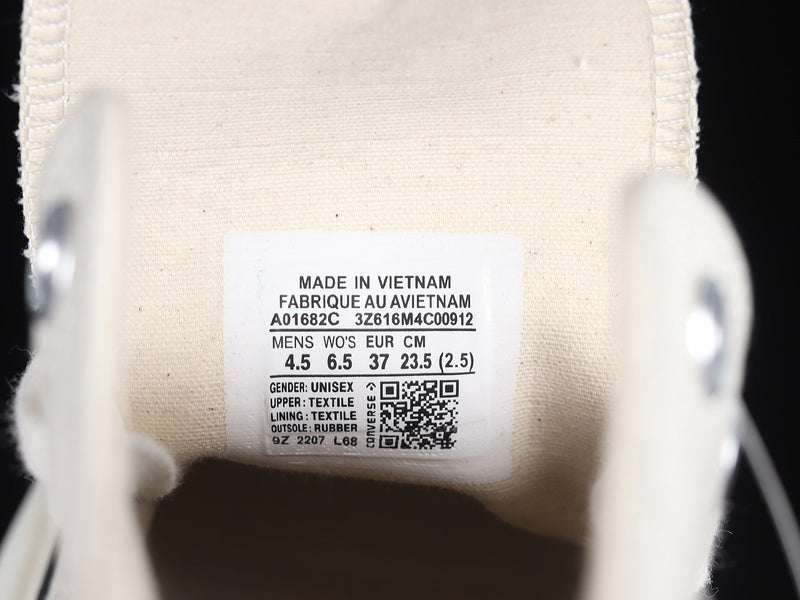 MADE IN VIETNAM
FABRIQUE AU AVIETNAM
A01682C 3Z616M4C00912
MENS WO'S EUR CM
4.5 6.5 37 23.5 (2.5)
GENDER: UNISEX
UPPER : TEXTILE
LINING : TEXTILE
OUTSOLE : RUBBER
9Z 2207 L68
CONVERSE